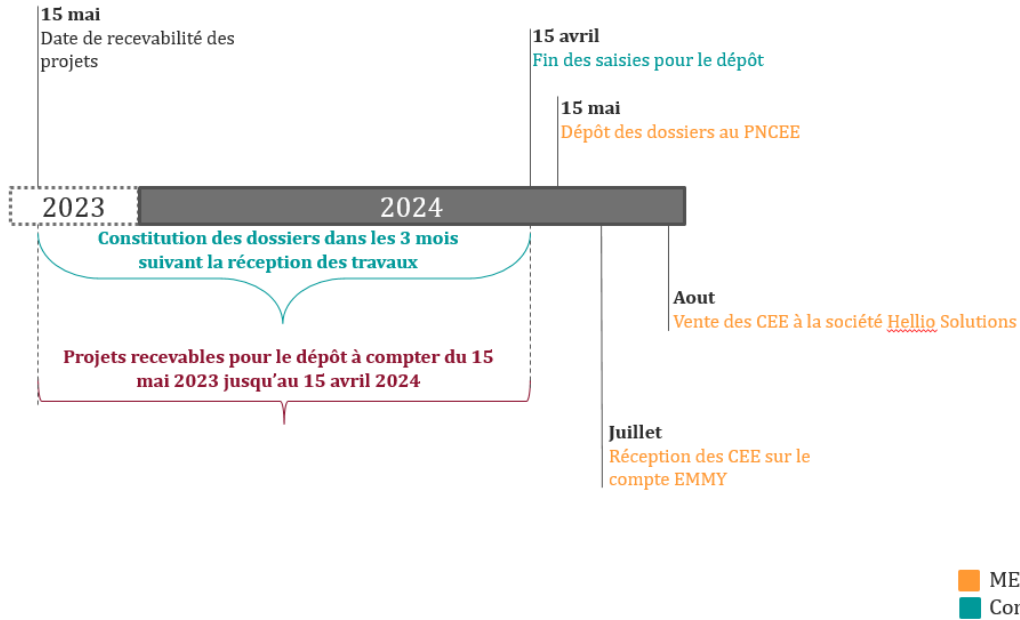 15 mai
Date de recevabilité des
projets
15 avril
Fin des saisies pour le dépôt
15 mai
Dépôt des dossiers au PNCEE
2023
2024
Constitution des dossiers dans les 3 mois
suivant la réception des travaux
Aout
Vente des CEE à la société Hellio Solutions
Projets recevables pour le dépôt à compter du 15
mai 2023 jusqu’au 15 avril 2024
Juillet
Réception des CEE sur le
compte EMMY
ME